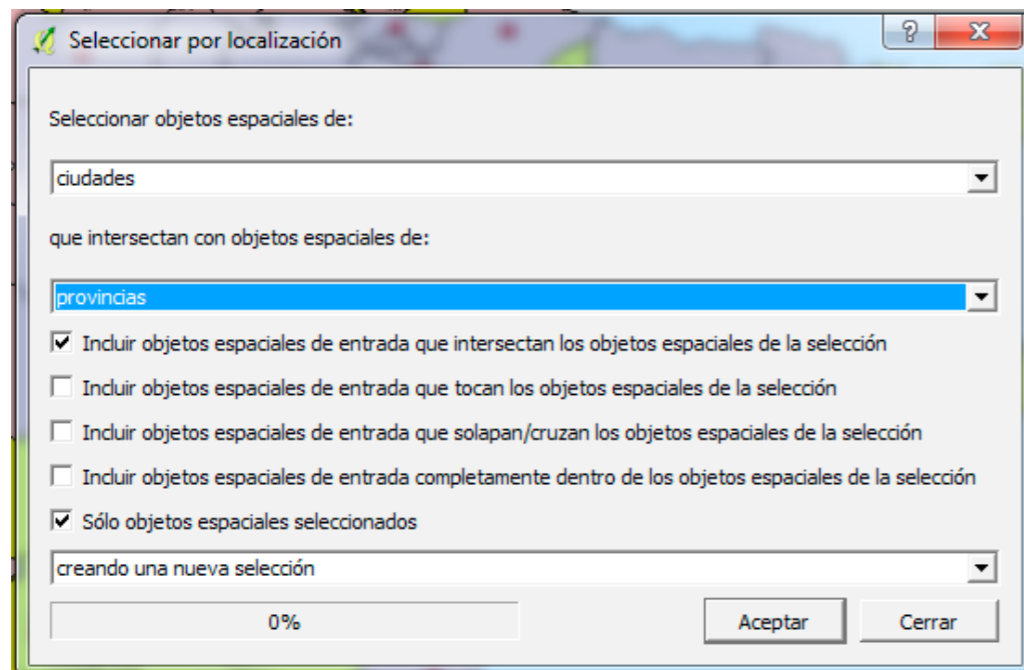 Seleccionar por localización
Seleccionar objetos espaciales de:
ciudades
que intersectan con objetos espaciales de:
provincias
Incluir objetos espaciales de entrada que intersectan los objetos espaciales de la selección
Incluir objetos espaciales de entrada que tocan los objetos espaciales de la selección
Incluir objetos espaciales de entrada que solapan/cruzan los objetos espaciales de la selección
Incluir objetos espaciales de entrada completamente dentro de los objetos espaciales de la selección
Sólo objetos espaciales seleccionados
creando una nueva selección
0%
Aceptar
Cerrar